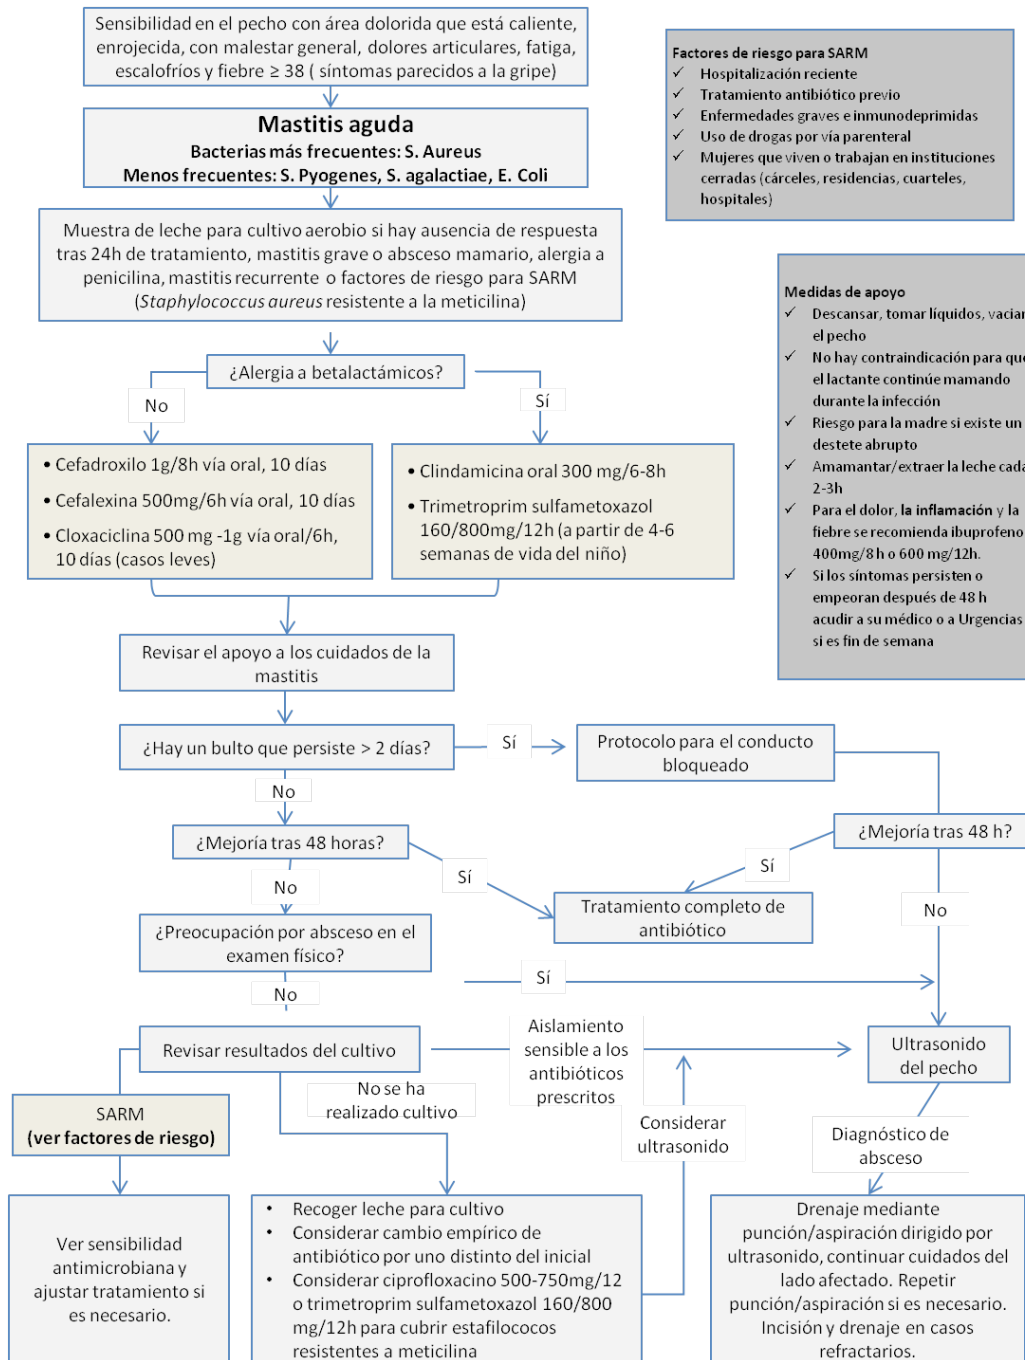 Sensibilidad en el pecho con área dolorida que está caliente,
enrojecida, con malestar general, dolores articulares, fatiga,
escalofríos y fiebre ≥ 38 ( síntomas parecidos a la gripe)
Mastitis aguda
Bacterias más frecuentes: S. Aureus
Menos frecuentes: S. Pyogenes, S. agalactiae, E. Coli
Muestra de leche para cultivo aerobio si hay ausencia de respuesta
tras 24h de tratamiento, mastitis grave o absceso mamario, alergia a
penicilina, mastitis recurrente o factores de riesgo para SARM
(Staphylococcus aureus resistente a la meticilina)
Factores de riesgo para SARM
✓ Hospitalización reciente
✓ Tratamiento antibiótico previo
✓ Enfermedades graves e inmunodeprimidas
✓ Uso de drogas por vía parenteral
✓ Mujeres que viven o trabajan en instituciones
cerradas (cárceles, residencias, cuarteles,
hospitales)
Medidas de apoyo
✓ Descansar, tomar líquidos, vaciar
el pecho
✓ No hay contraindicación para que
el lactante continúe mamando
durante la infección
✓ Riesgo para la madre si existe un
destete abrupto
✓ Amamantar/extraer la leche cada
2-3h
✓ Para el dolor, la inflamación y la
fiebre se recomienda ibuprofeno
400mg/8 h o 600 mg/12h.
✓ Si los síntomas persisten o
empeoran después de 48 h
acudir a su médico o a Urgencias
si es fin de semana
¿Alergia a betalactámicos?
No
Sí
• Cefadroxilo 1g/8h vía oral, 10 días
• Cefalexina 500mg/6h vía oral, 10 días
• Cloxaciclina 500 mg -1g vía oral/6h,
10 días (casos leves)
• Clindamicina oral 300 mg/6-8h
• Trimetroprim sulfametoxazol
160/800mg/12h (a partir de 4-6
semanas de vida del niño)
Revisar el apoyo a los cuidados de la
mastitis
¿Hay un bulto que persiste > 2 días?
Sí
Protocolo para el conducto
bloqueado
No
¿Mejoría tras 48 horas?
¿Mejoría tras 48 h?
Sí
Sí
No
Tratamiento completo de
antibiótico
No
¿Preocupación por absceso en el
examen físico?
Sí
No
Revisar resultados del cultivo
Aislamiento
sensible a los
antibióticos
prescritos
Ultrasonido
del pecho
No se ha
realizado cultivo
SARM
(ver factores de riesgo)
Considerar
ultrasonido
Diagnóstico de
absceso
Ver sensibilidad
antimicrobiana y
ajustar tratamiento si
es necesario.
• Recoger leche para cultivo
• Considerar cambio empírico de
antibiótico por uno distinto del inicial
• Considerar ciprofloxacino 500-750mg/12
o trimetroprim sulfametoxazol 160/800
mg/12h para cubrir estafilococos
resistentes a meticilina
Drenaje mediante
punción/aspiración dirigido por
ultrasonido, continuar cuidados del
lado afectado. Repetir
punción/aspiración si es necesario.
Incisión y drenaje en casos
refractarios.